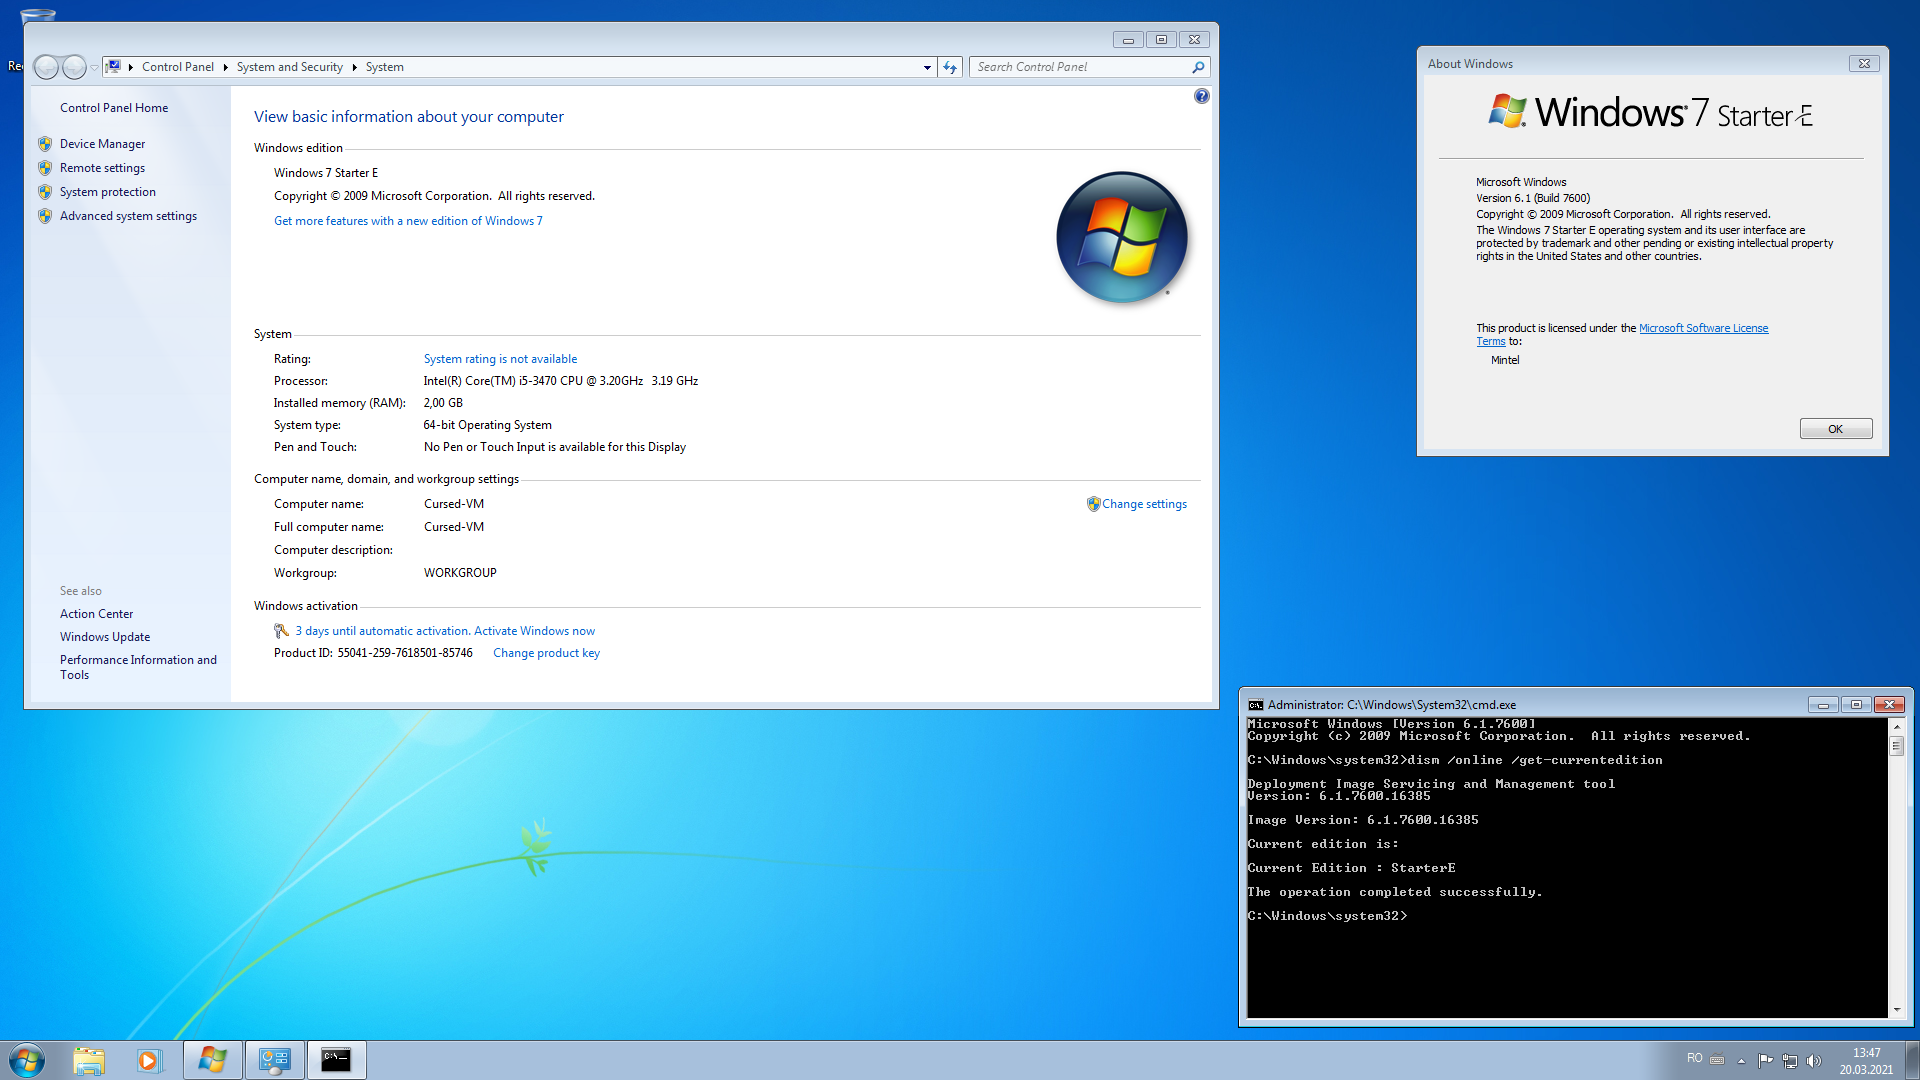 Rec
Control Panel
System and Security
System
Search Control Panel
Control Panel Home
Device Manager
Remote settings
System protection
Advanced system settings
See also
Action Center
Windows Update
Performance Information and
Tools
View basic information about your computer
Windows edition
Windows 7 Starter E
Copyright © 2009 Microsoft Corporation.  All rights reserved.
Get more features with a new edition of Windows 7
System
Rating: System rating is not available
Processor: Intel(R) Core(TM) i5-3470 CPU @ 3.20GHz   3.19 GHz
Installed memory (RAM): 2,00 GB
System type: 64-bit Operating System
Pen and Touch: No Pen or Touch Input is available for this Display
Computer name, domain, and workgroup settings
Computer name: Cursed-VM Change settings
Full computer name: Cursed-VM
Computer description:
Workgroup: WORKGROUP
Windows activation
3 days until automatic activation. Activate Windows now
Product ID: 55041-259-7618501-85746 Change product key
About Windows
Windows® 7 Starter E
Microsoft Windows
Version 6.1 (Build 7600)
Copyright © 2009 Microsoft Corporation.  All rights reserved.
The Windows 7 Starter E operating system and its user interface are
protected by trademark and other pending or existing intellectual property
rights in the United States and other countries.
This product is licensed under the Microsoft Software License
Terms to:
Mintel
OK
Administrator: C:\Windows\System32\cmd.exe
Microsoft Windows [Version 6.1.7600]
Copyright (c) 2009 Microsoft Corporation.  All rights reserved.
C:\Windows\system32>dism /online /get-currentedition
Deployment Image Servicing and Management tool
Version: 6.1.7600.16385
Image Version: 6.1.7600.16385
Current edition is:
Current Edition : StarterE
The operation completed successfully.
C:\Windows\system32>
RO
13:47
20.03.2021